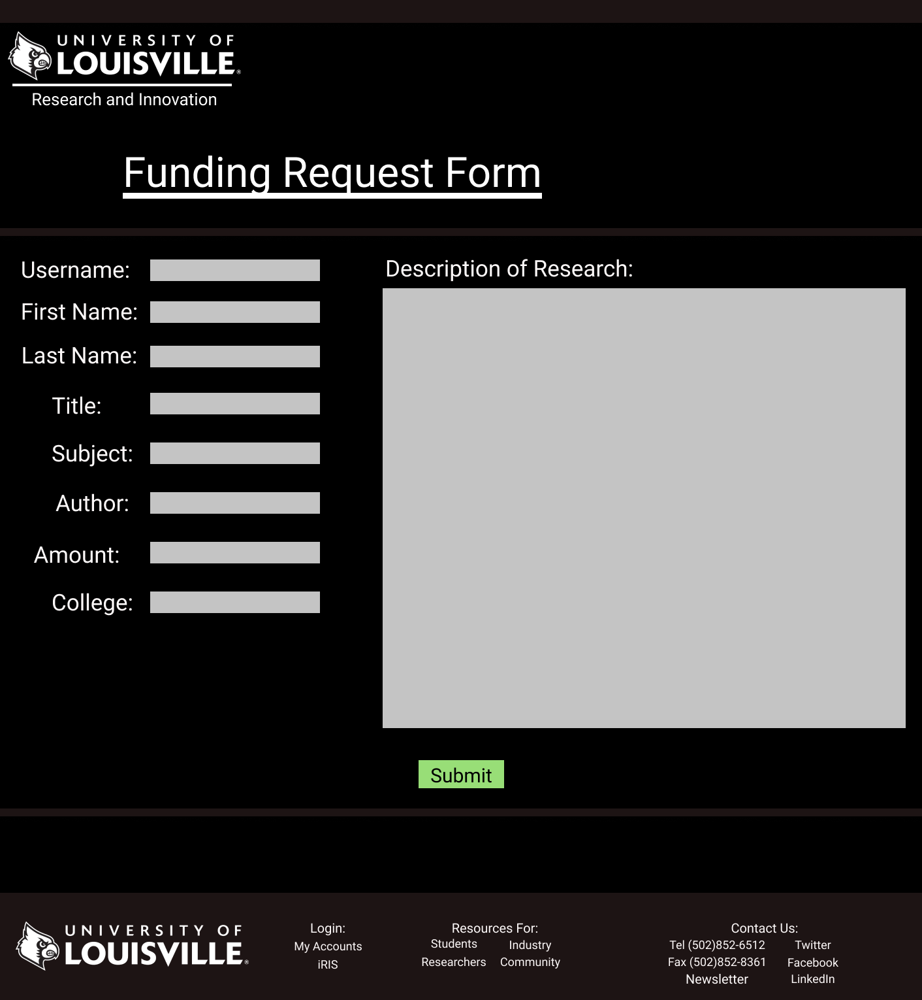 UNIVERSITY OF
LOUISVILLE®
Research and Innovation
Funding Request Form
Username:
First Name:
Last Name:
Title:
Subject:
Author:
Amount:
College:
Description of Research:
Submit
UNIVERSITY OF
LOUISVILLE®
Login:
My Accounts
iRIS
Resources For:
Students Industry
Researchers Community
Contact Us:
Tel (502)852-6512 Twitter
Fax (502)852-8361 Facebook
Newsletter LinkedIn